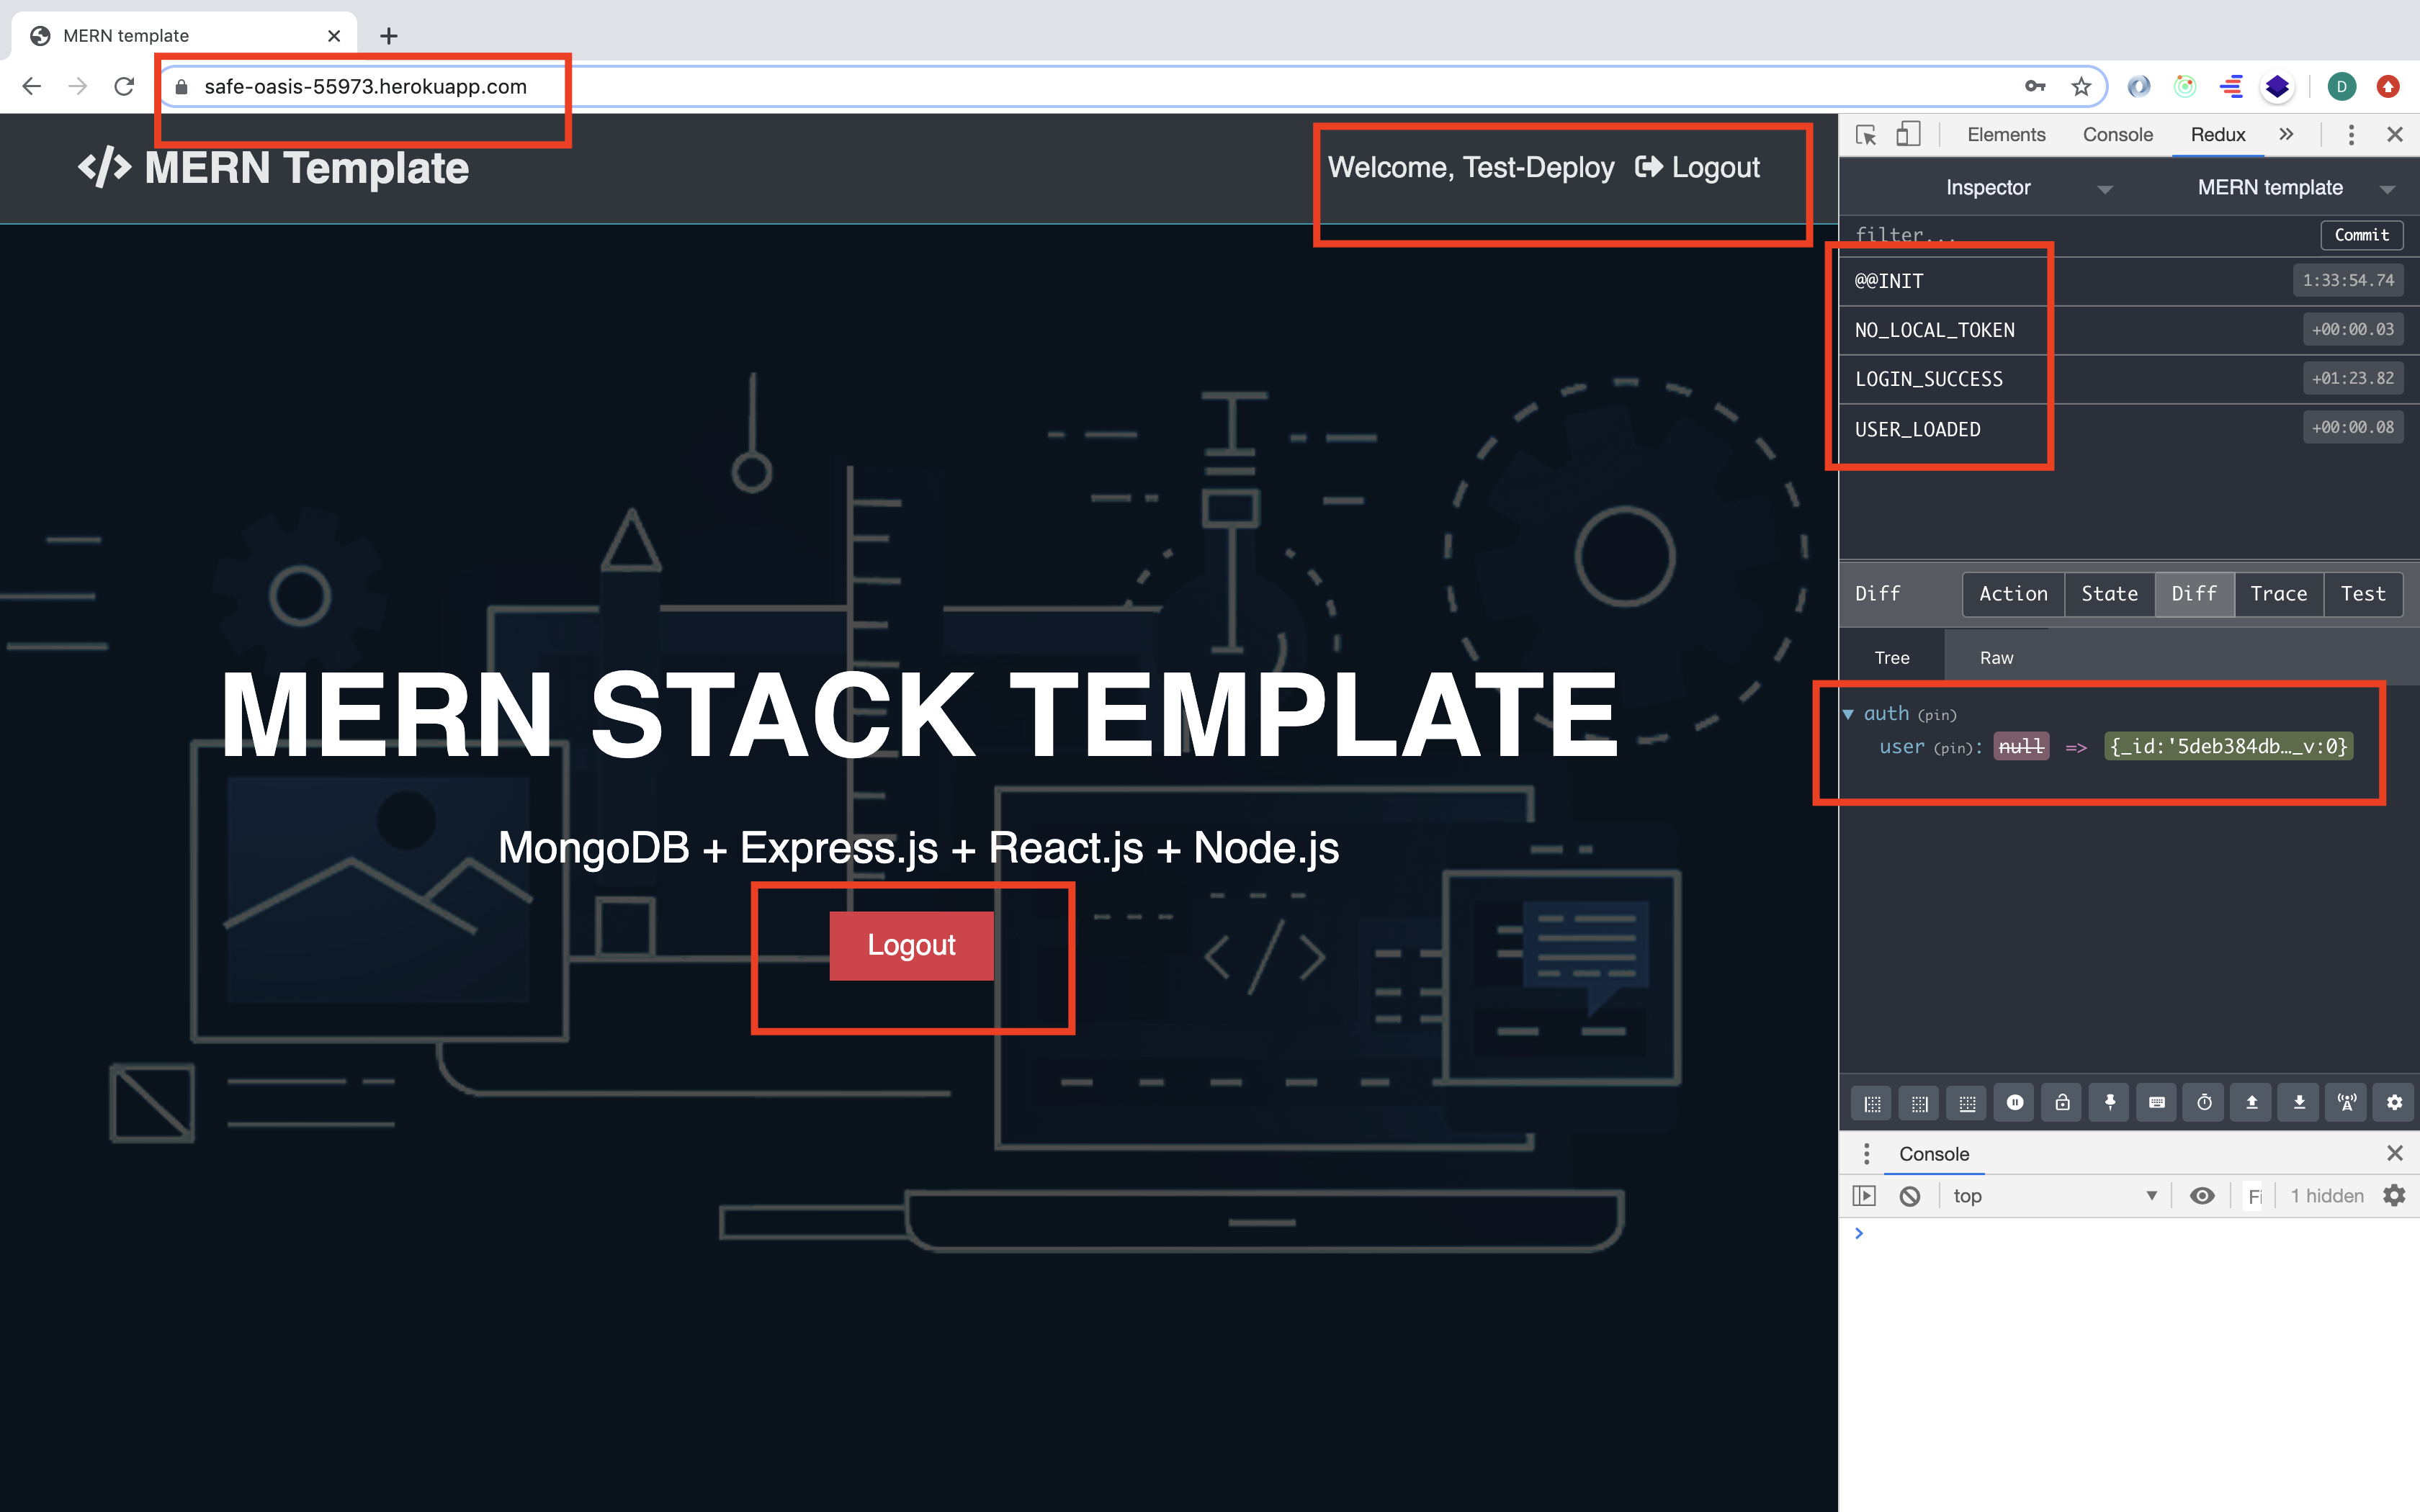 MERN template
safe-oasis-55973.herokuapp.com
D
</> MERN Template
Welcome, Test-Deploy Logout
MERN STACK TEMPLATE
MongoDB + Express.js + React.js + Node.js
Logout
</>
Elements Console Redux »
Inspector MERN template
filter... Commit
@@INIT 1:33:54.74
NO_LOCAL_TOKEN +00:00.03
LOGIN_SUCCESS +01:23.82
USER_LOADED +00:00.08
Diff Action State Diff Trace Test
Tree Raw
auth (pin)
user (pin): null => {_id:'5deb384db…_v:0}
Console
top Fi 1 hidden
>